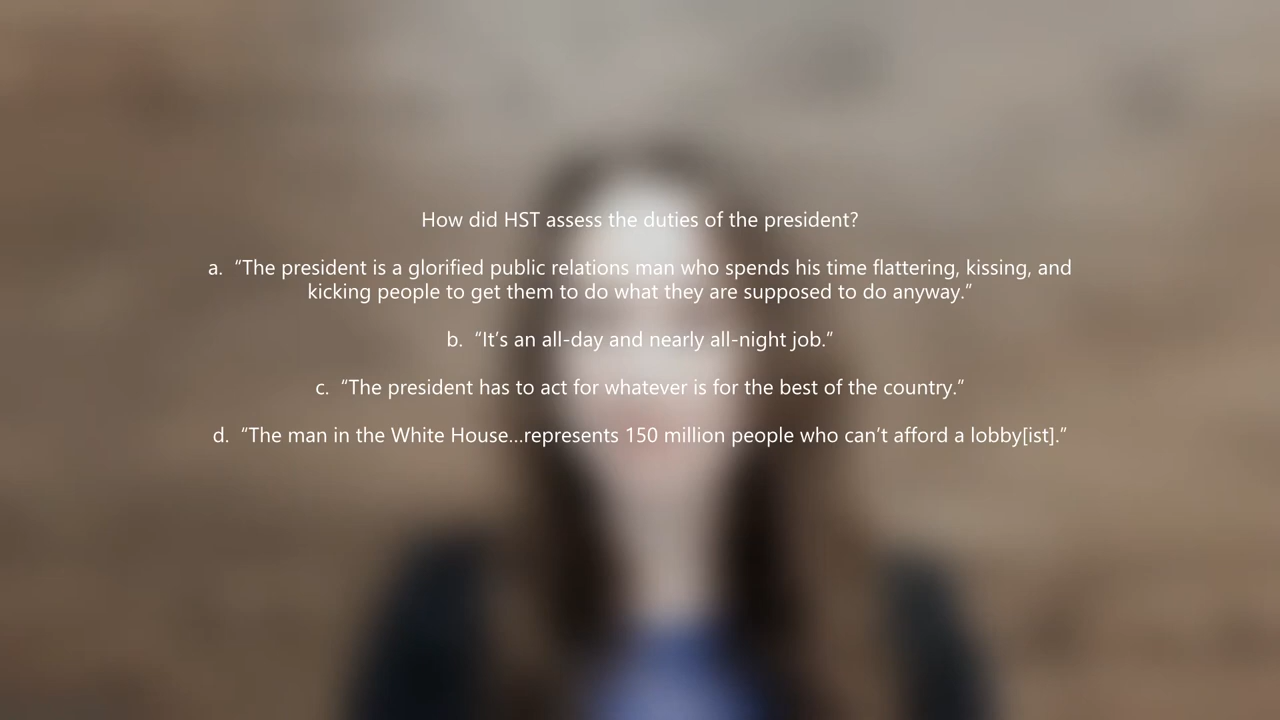 How did HST assess the duties of the president?
a. “The president is a glorified public relations man who spends his time flattering, kissing, and
kicking people to get them to do what they are supposed to do anyway.”
b. “It’s an all-day and nearly all-night job.”
c. “The president has to act for whatever is for the best of the country.”
d. “The man in the White House…represents 150 million people who can’t afford a lobby[ist].”